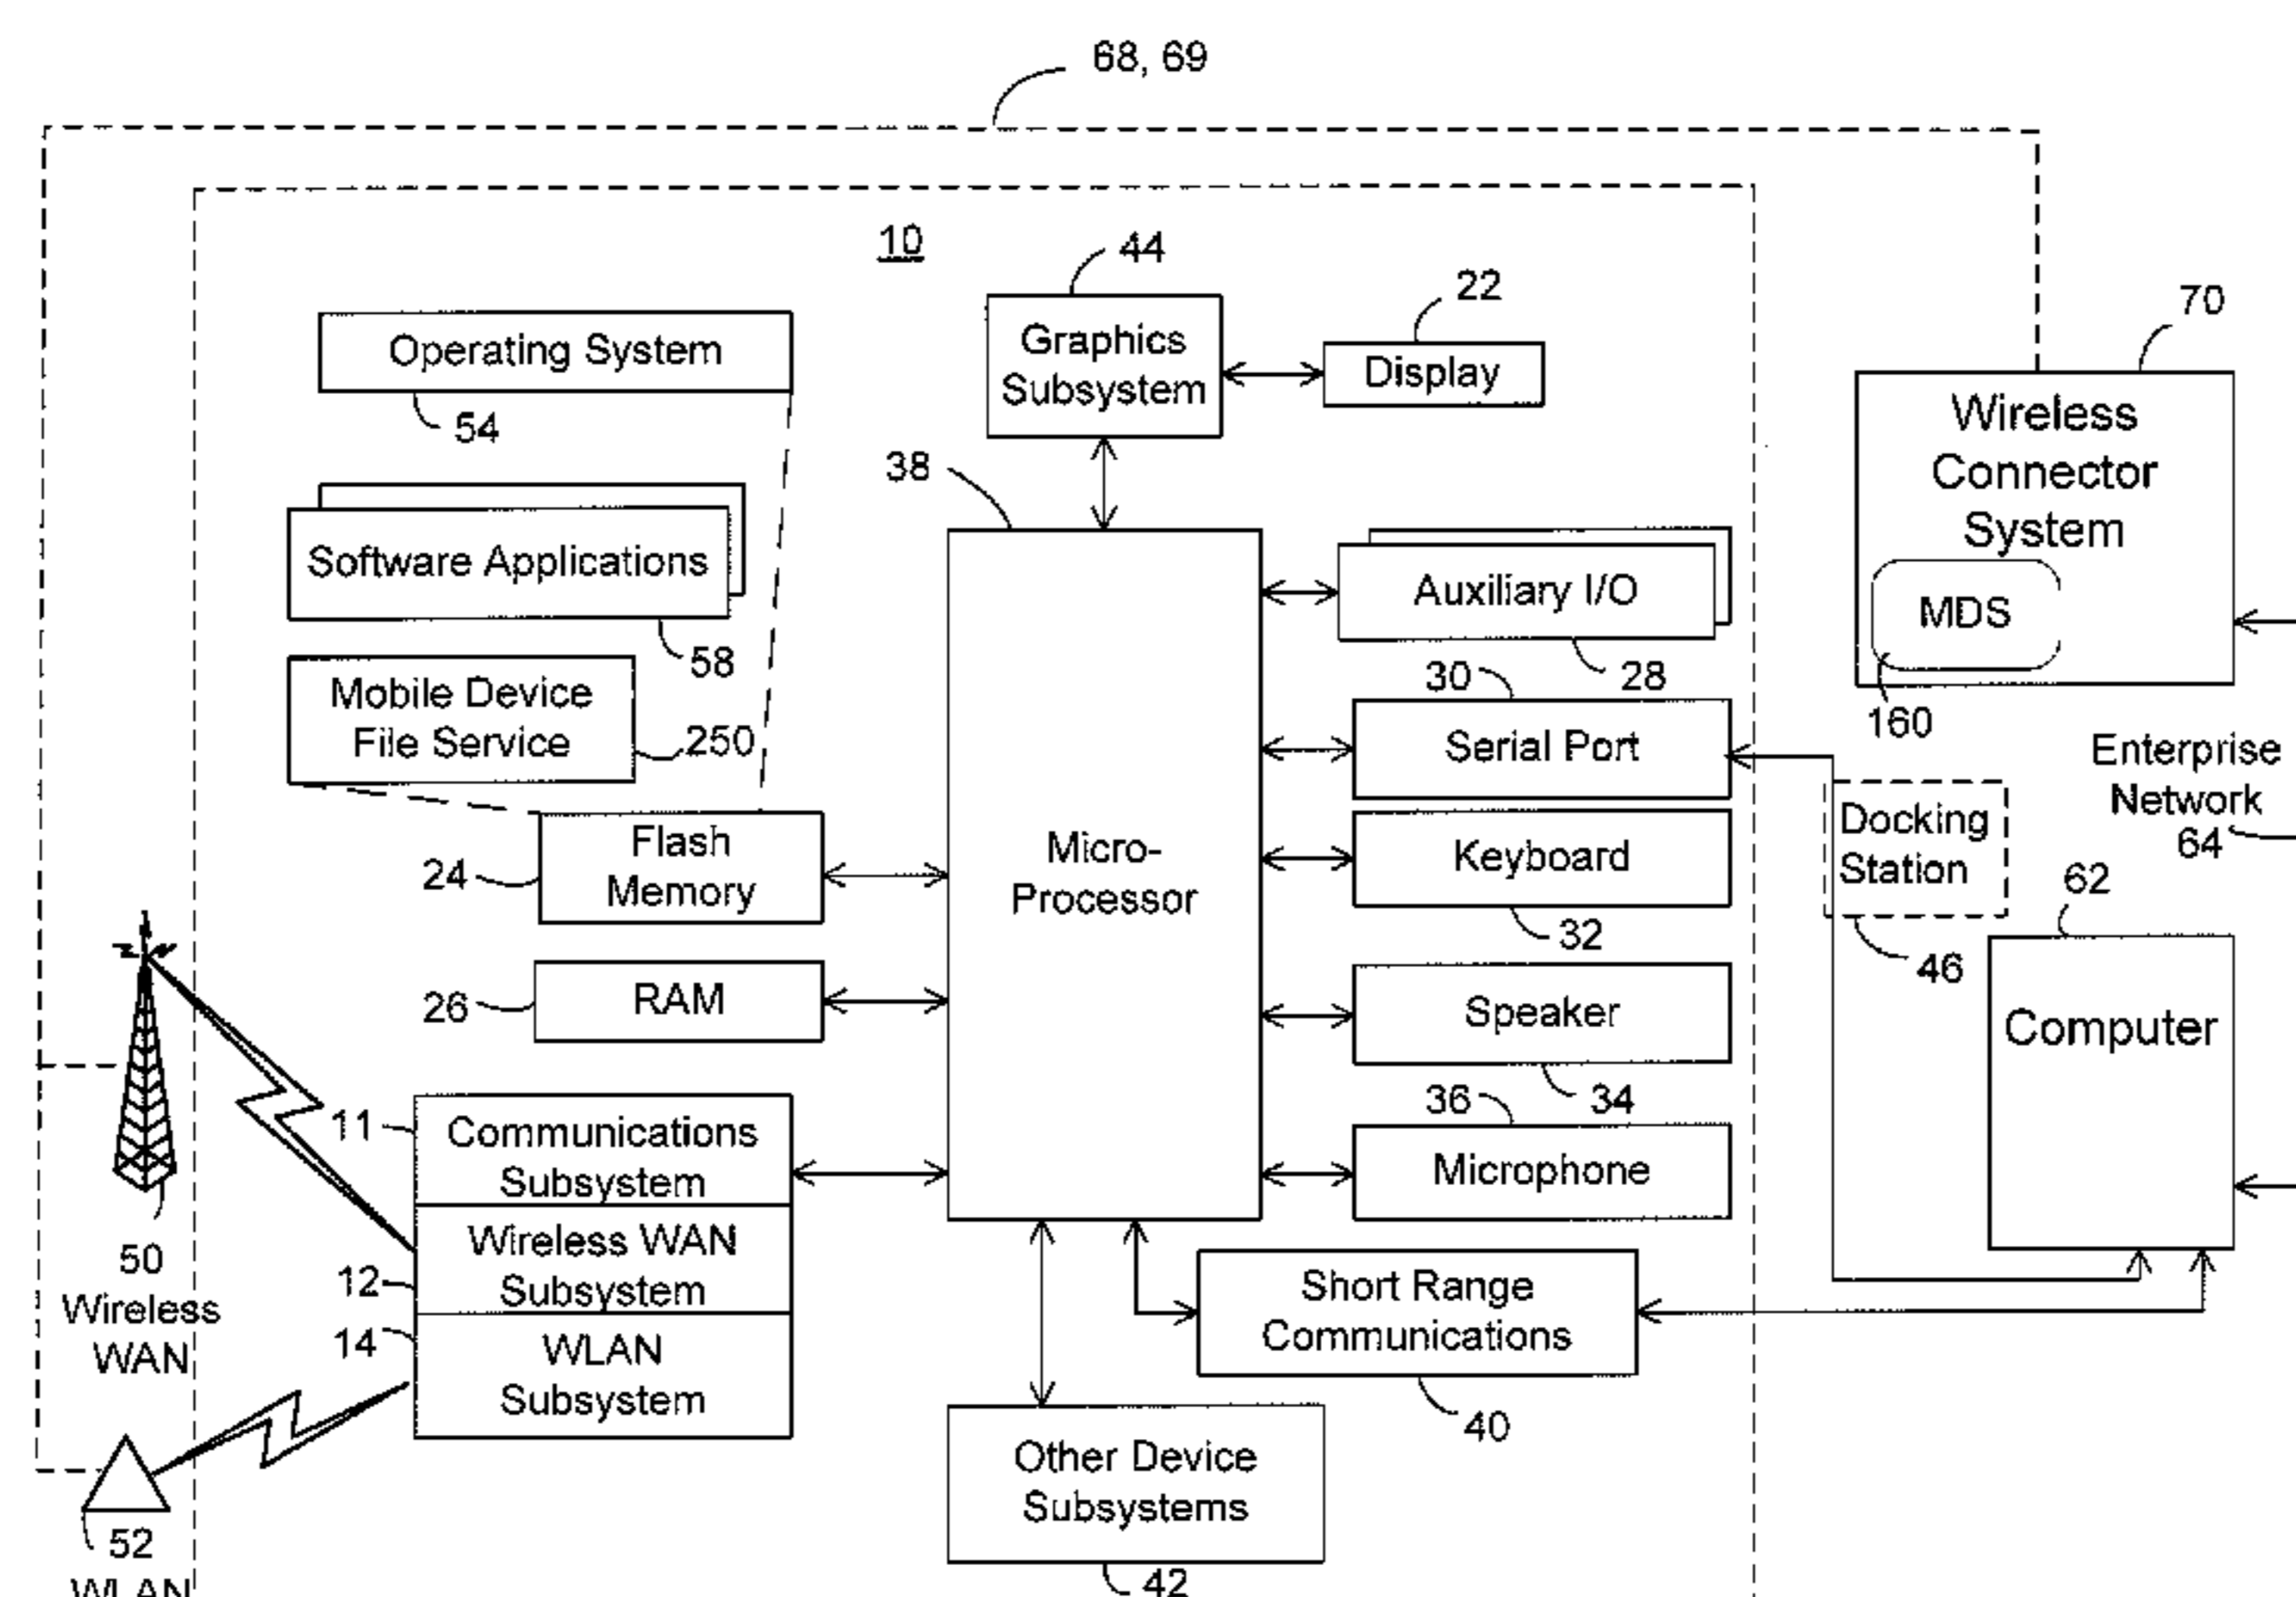 68, 69
10
44
22
70
Graphics
Subsystem
Display
Operating System
54
Wireless
Connector
System
MDS
160
38
Software Applications
58
Auxiliary I/O
28
Mobile Device
File Service
250
30
Serial Port
Enterprise
Network
64
Docking
Station
46
Flash
Memory
24
Micro-
Processor
Keyboard
32
62
Computer
RAM
26
Speaker
34
36
Microphone
11
Communications
Subsystem
50
Wireless
WAN
12
Wireless WAN
Subsystem
14
WLAN
Subsystem
Short Range
Communications
40
Other Device
Subsystems
42
52
WLAN